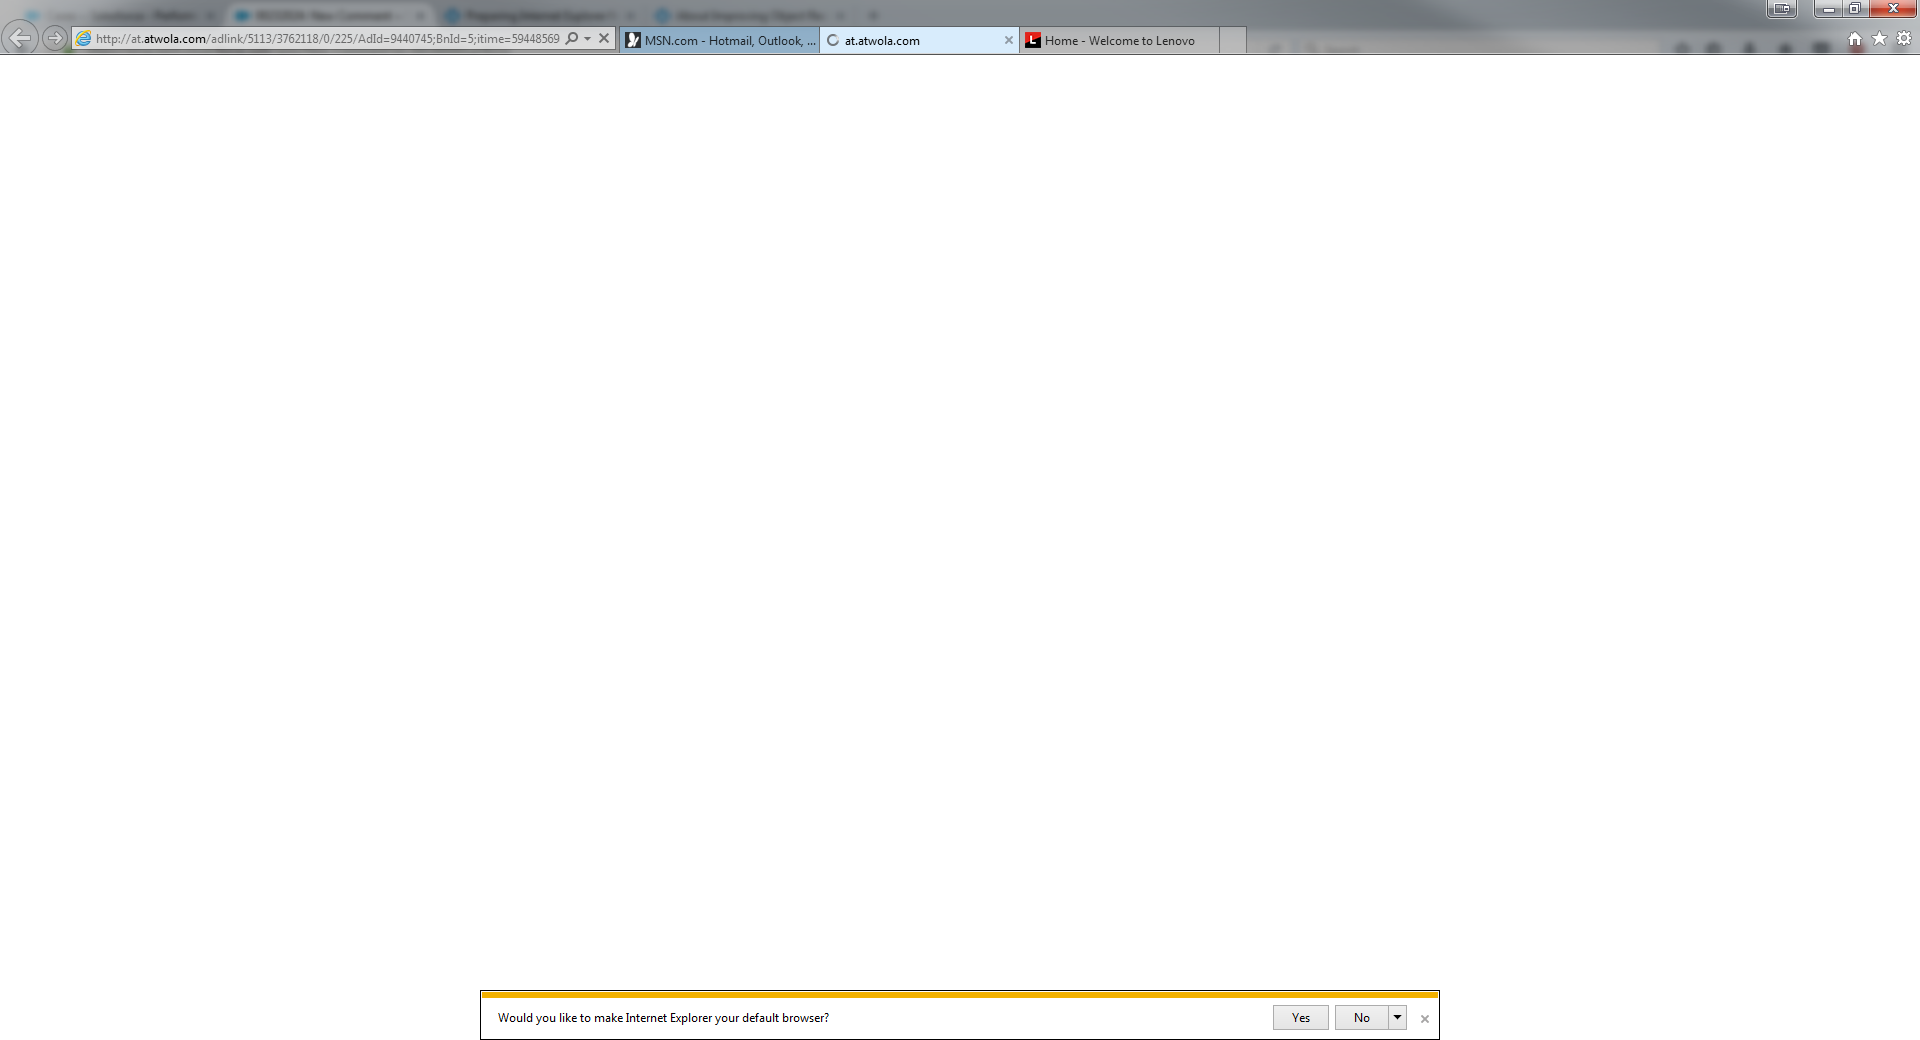 http://at.atwola.com/adlink/5113/3762118/0/225/AdId=9440745;BnId=5;itime=59448569
MSN.com - Hotmail, Outlook, ...
at.atwola.com
Home - Welcome to Lenovo
Would you like to make Internet Explorer your default browser?
Yes
No